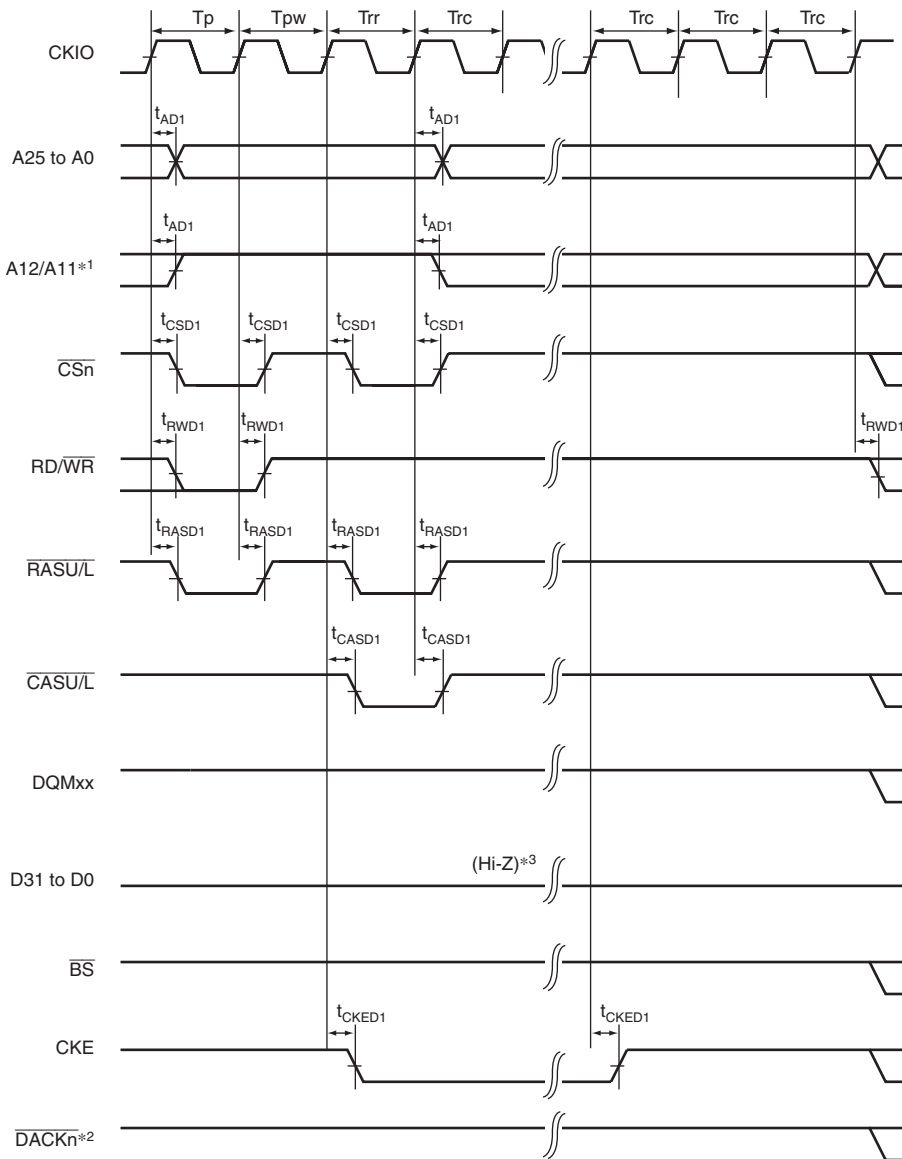 Tp Tpw Trr Trc Trc Trc Trc
CKIO
tAD1 tAD1
A25 to A0
tAD1 tAD1
A12/A11*1
tCSD1 tCSD1 tCSD1 tCSD1
CSn
tRWD1 tRWD1 tRWD1
RD/WR
tRASD1 tRASD1 tRASD1 tRASD1
RASU/L
tCASD1 tCASD1
CASU/L
DQMxx
(Hi-Z)*3
D31 to D0
BS
tCKED1 tCKED1
CKE
DACKn*2